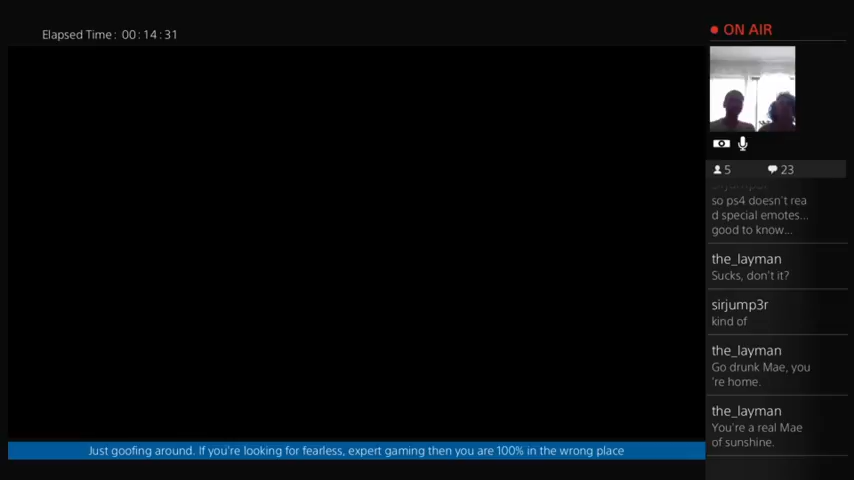 Elapsed Time: 00:14:31
ON AIR
5
23
so ps4 doesn't rea
d special emotes...
good to know...
the_layman
Sucks, don't it?
sirjump3r
kind of
the_layman
Go drunk Mae, you
're home.
the_layman
You're a real Mae
of sunshine.
Just goofing around. If you're looking for fearless, expert gaming then you are 100% in the wrong place